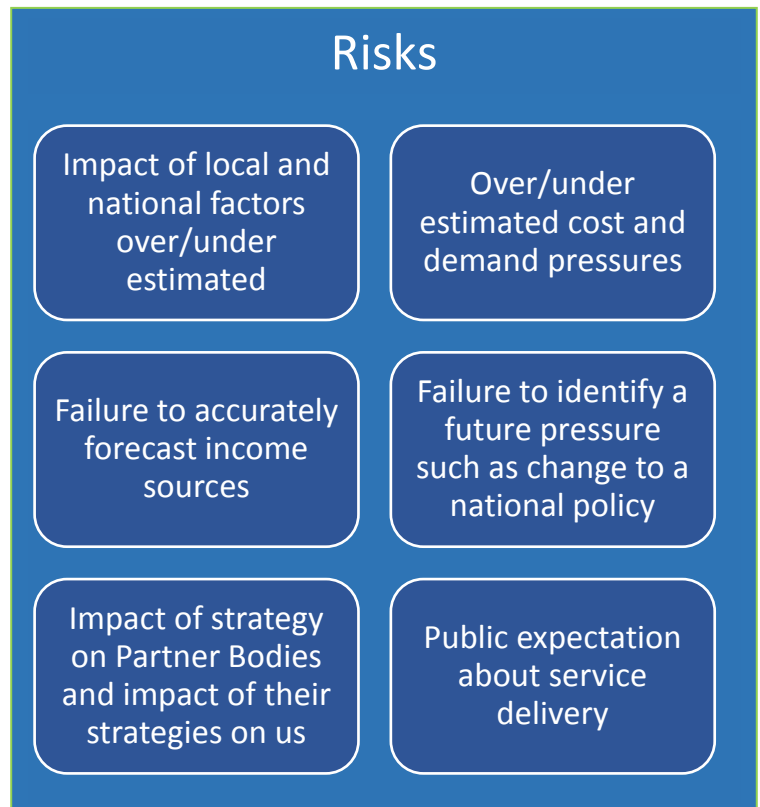 Risks
Impact of local and
national factors
over/under
estimated
Over/under
estimated cost and
demand pressures
Failure to accurately
forecast income
sources
Failure to identify a
future pressure
such as change to a
national policy
Impact of strategy
on Partner Bodies
and impact of their
strategies on us
Public expectation
about service
delivery